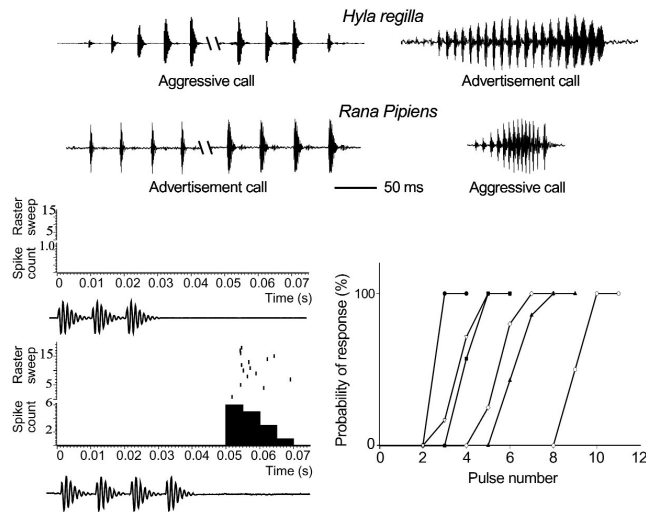 Hyla regilla
Aggressive call
Advertisement call
Rana Pipiens
Advertisement call
50 ms
Aggressive call
Raster sweep
15
5
Spike count
1.0
0 0.01 0.02 0.03 0.04 0.05 0.06 0.07
Time (s)
Raster sweep
15
5
Spike count
6
2
0 0.01 0.02 0.03 0.04 0.05 0.06 0.07
Time (s)
Probability of response (%)
100
0
0 2 4 6 8 10 12
Pulse number